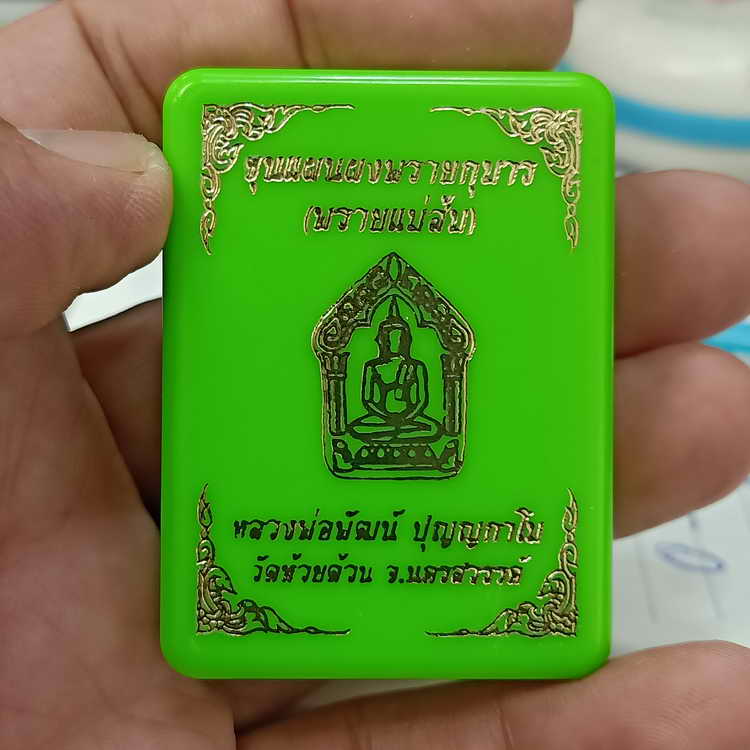 ขุนแผนผงพรายกุมาร
(พรายแม่ลับ)
หลวงพ่อพัฒน์ ปุญญกาโม
วัดห้วยด้วน จ.นครสวรรค์